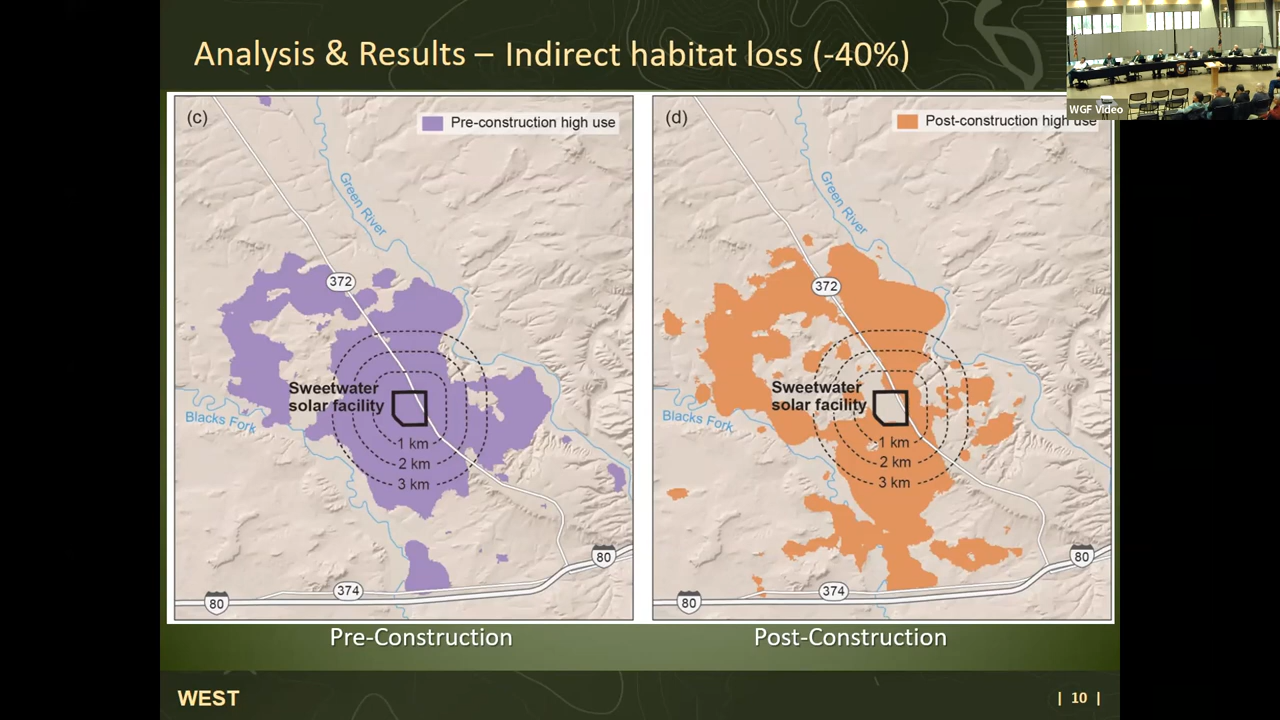 Analysis & Results – Indirect habitat loss (-40%)
WGF Video
(c)
Pre-construction high use
Green River
372
Sweetwater
solar facility
Blacks Fork
1 km
2 km
3 km
80
374
80
(d)
Post-construction high use
Green River
372
Sweetwater
solar facility
Blacks Fork
1 km
2 km
3 km
80
374
80
Pre-Construction
Post-Construction
WEST
| 10 |